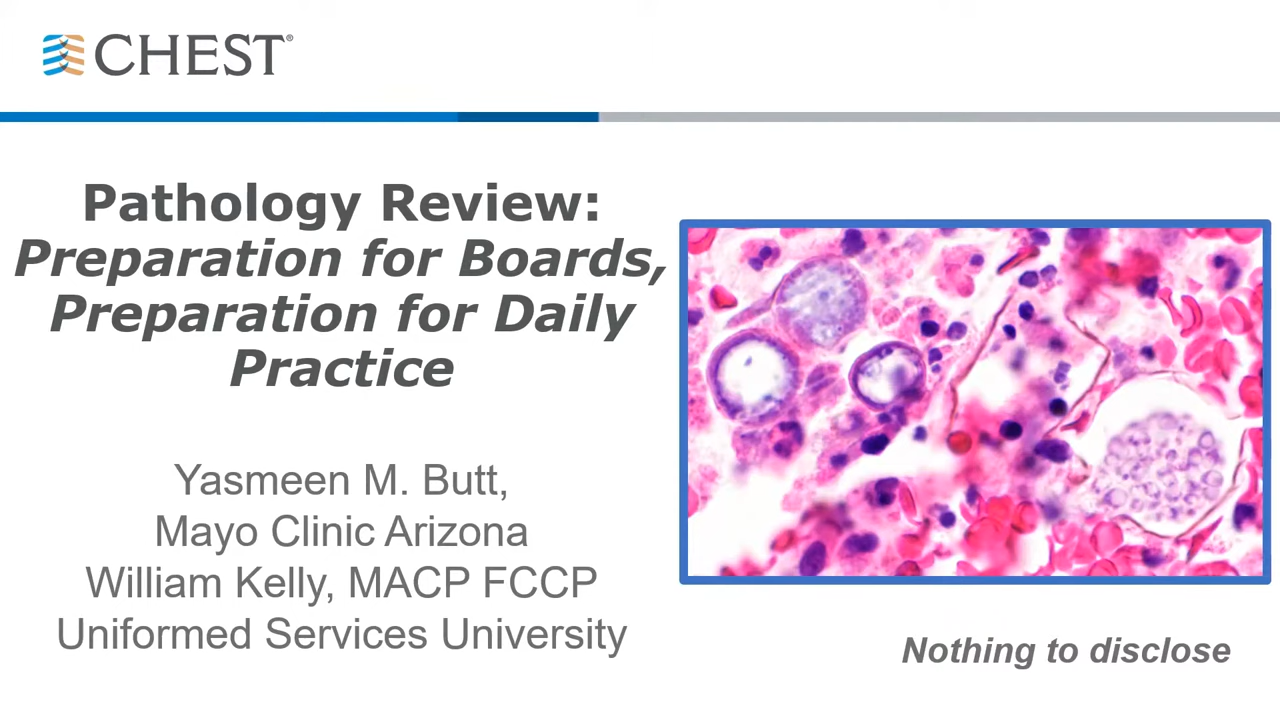 CHEST®
Pathology Review:
Preparation for Boards,
Preparation for Daily
Practice
Yasmeen M. Butt,
Mayo Clinic Arizona
William Kelly, MACP FCCP
Uniformed Services University
Nothing to disclose